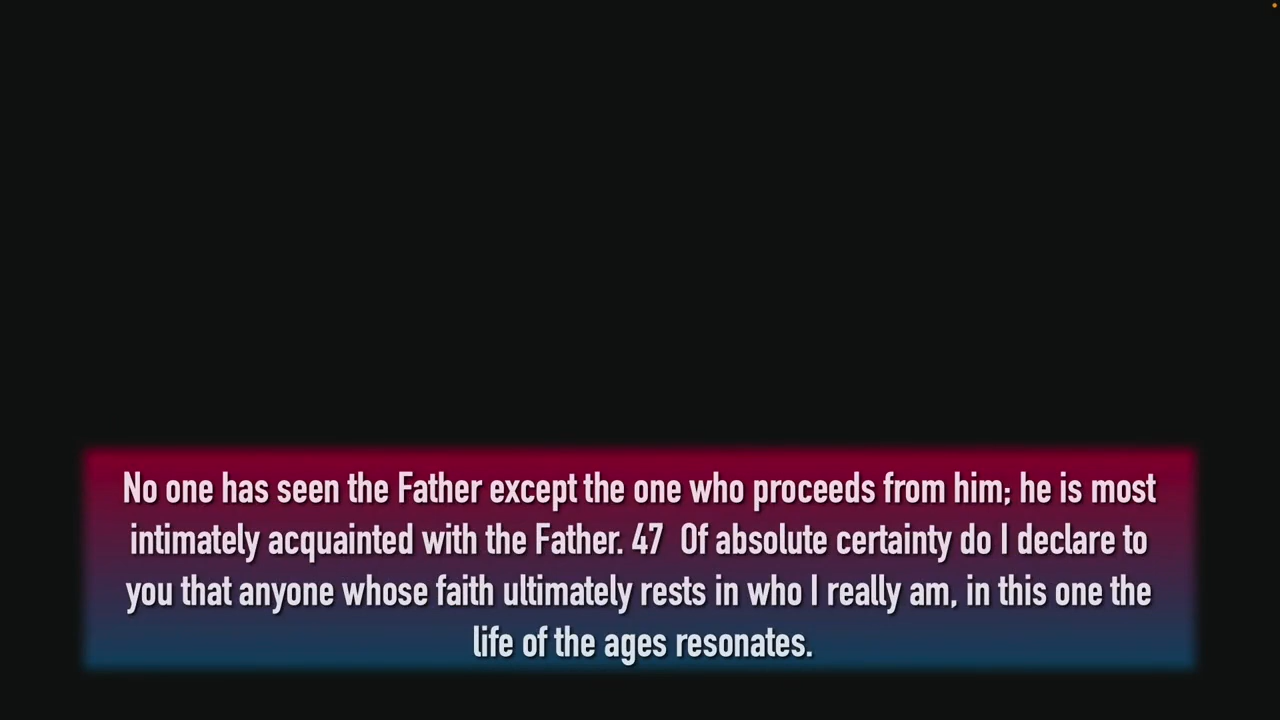 No one has seen the Father except the one who proceeds from him; he is most
intimately acquainted with the Father. 47  Of absolute certainty do I declare to
you that anyone whose faith ultimately rests in who I really am, in this one the
life of the ages resonates.